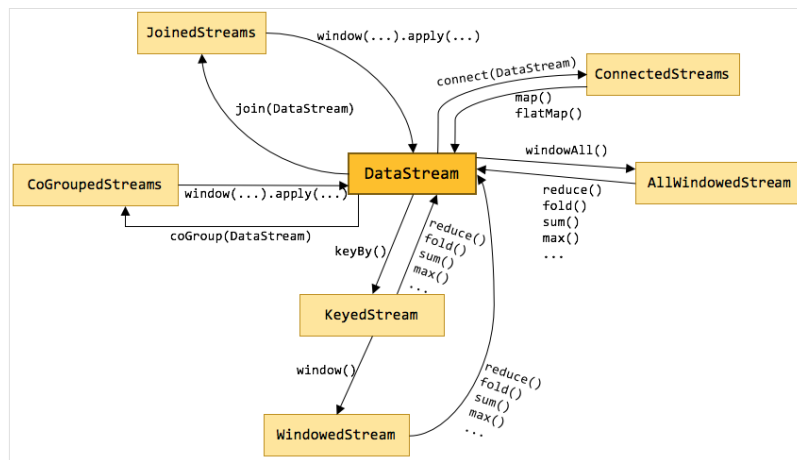 JoinedStreams
window(...).apply(...)
connect(DataStream)
ConnectedStreams
map()
flatMap()
join(DataStream)
windowAll()
DataStream
CoGroupedStreams
window(...).apply(...)
AllWindowedStream
reduce()
fold()
sum()
max()
...
coGroup(DataStream)
keyBy()
reduce()
fold()
sum()
max()
...
KeyedStream
window()
reduce()
fold()
sum()
max()
...
WindowedStream